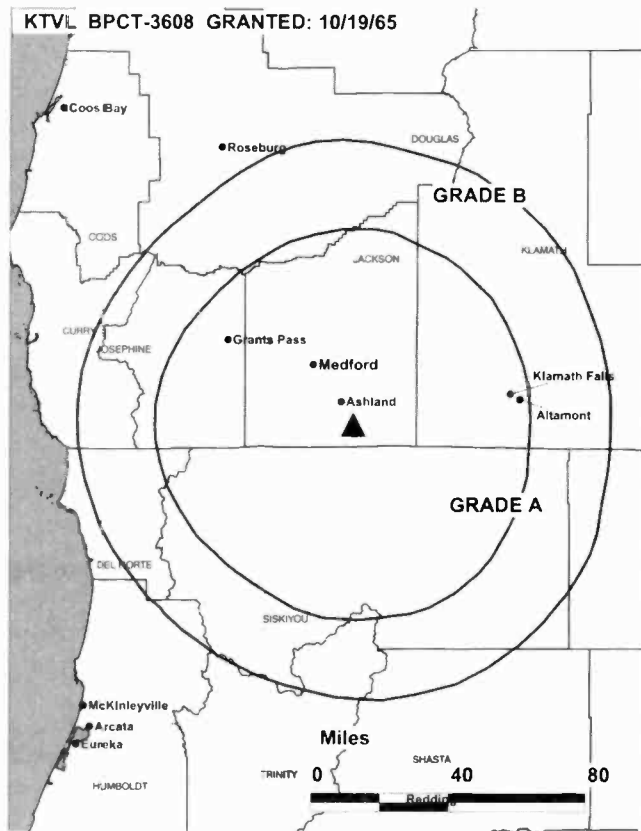 KTVL BPCT-3608 GRANTED: 10/19/65
Coos Bay
Roseburg
DOUGLAS
GRADE B
COOS
KLAMATH
JACKSON
CURRY
Grants Pass
JOSEPHINE
Medford
Klamath Falls
Ashland
Altamont
GRADE A
DEL NORTE
SISKIYOU
McKinleyville
Arcata
Eureka
Miles
SHASTA
TRINITY
0 40 80
HUMBOLDT
Redding